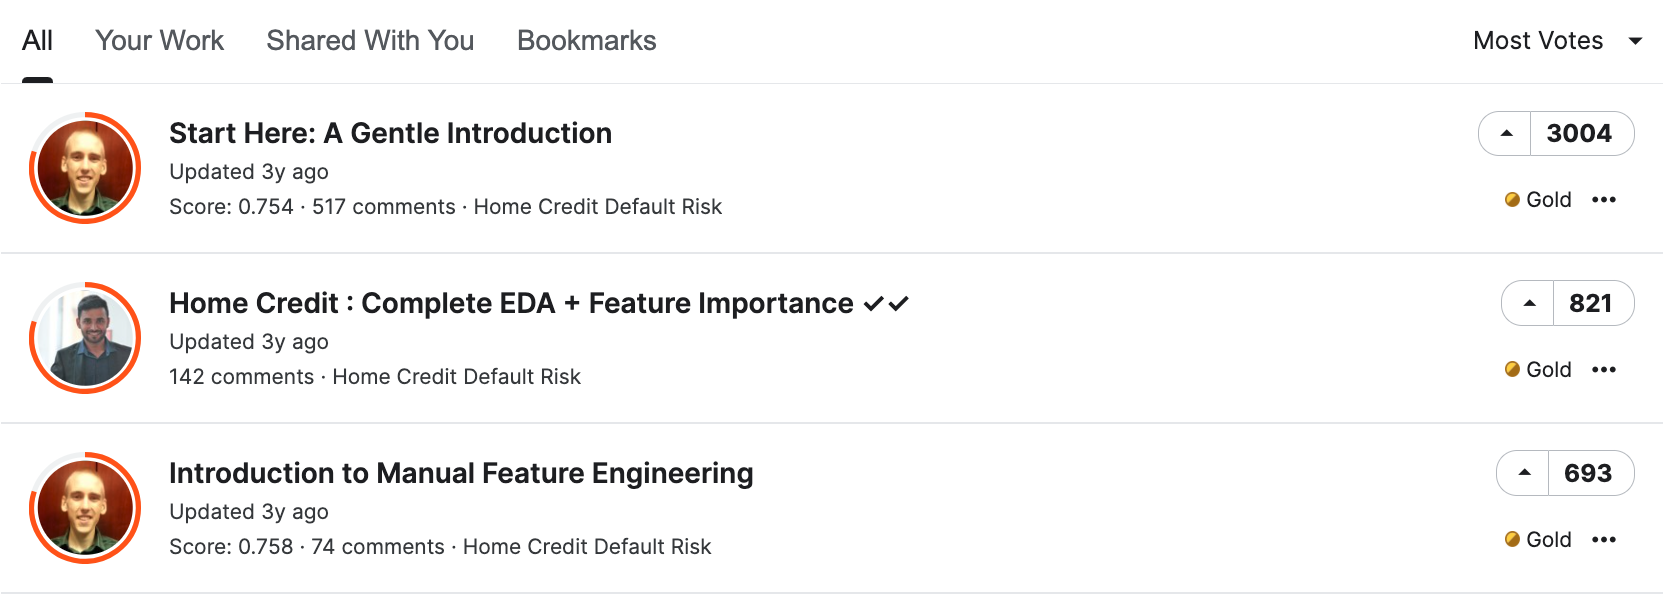 All Your Work Shared With You Bookmarks Most Votes
Start Here: A Gentle Introduction
Updated 3y ago
Score: 0.754 · 517 comments · Home Credit Default Risk
3004
Gold
Home Credit : Complete EDA + Feature Importance ✓✓
Updated 3y ago
142 comments · Home Credit Default Risk
821
Gold
Introduction to Manual Feature Engineering
Updated 3y ago
Score: 0.758 · 74 comments · Home Credit Default Risk
693
Gold